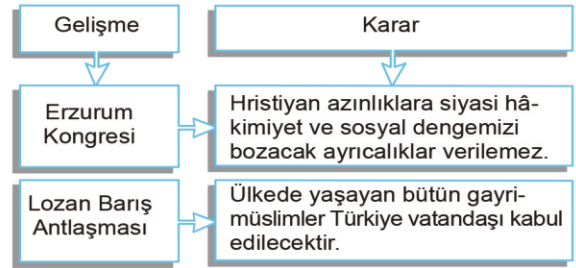 Gelişme
Karar
Erzurum
Kongresi
Hristiyan azınlıklara siyasi hâ-
kimiyet ve sosyal dengemizi
bozacak ayrıcalıklar verilemez.
Lozan Barış
Antlaşması
Ülkede yaşayan bütün gayri-
müslimler Türkiye vatandaşı kabul
edilecektir.